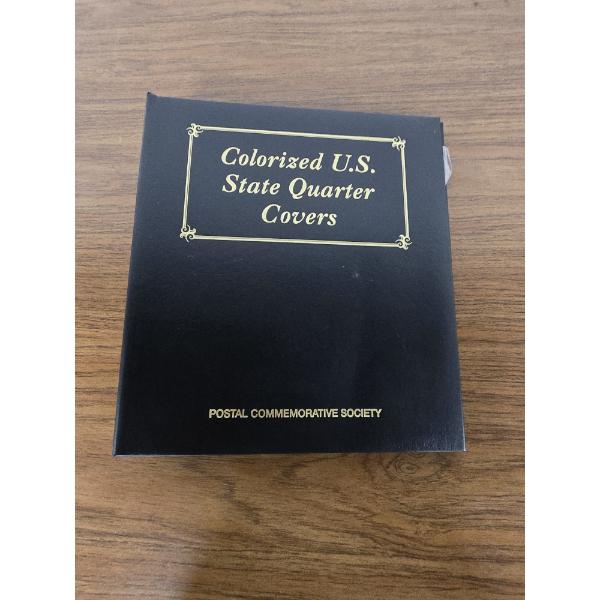 Colorized U.S.
State Quarter
Covers
POSTAL COMMEMORATIVE SOCIETY